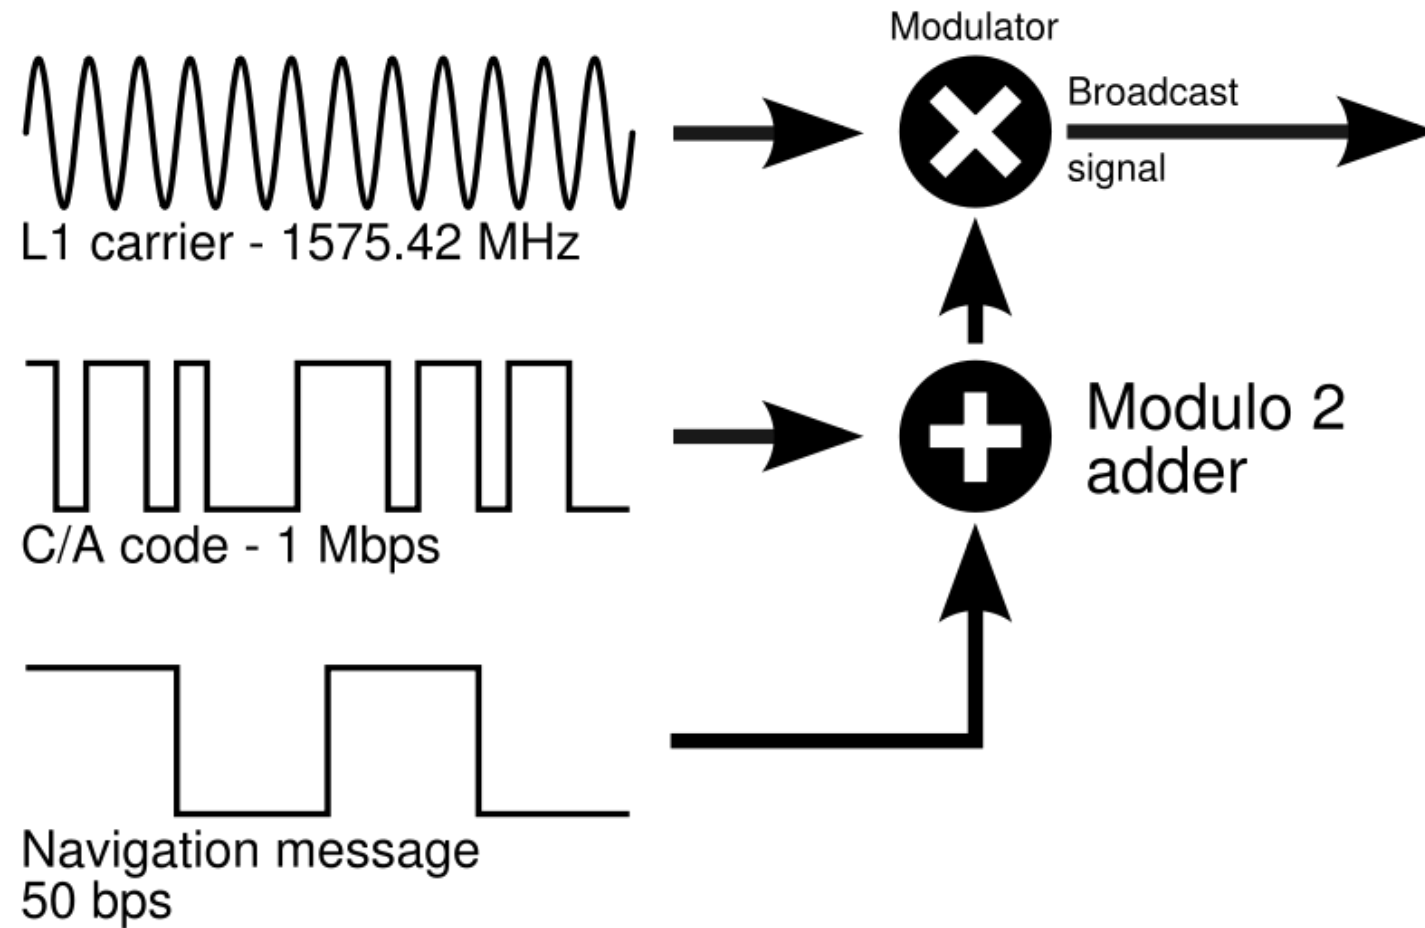 Modulator
Broadcast
signal
L1 carrier - 1575.42 MHz
Modulo 2
adder
C/A code - 1 Mbps
Navigation message
50 bps